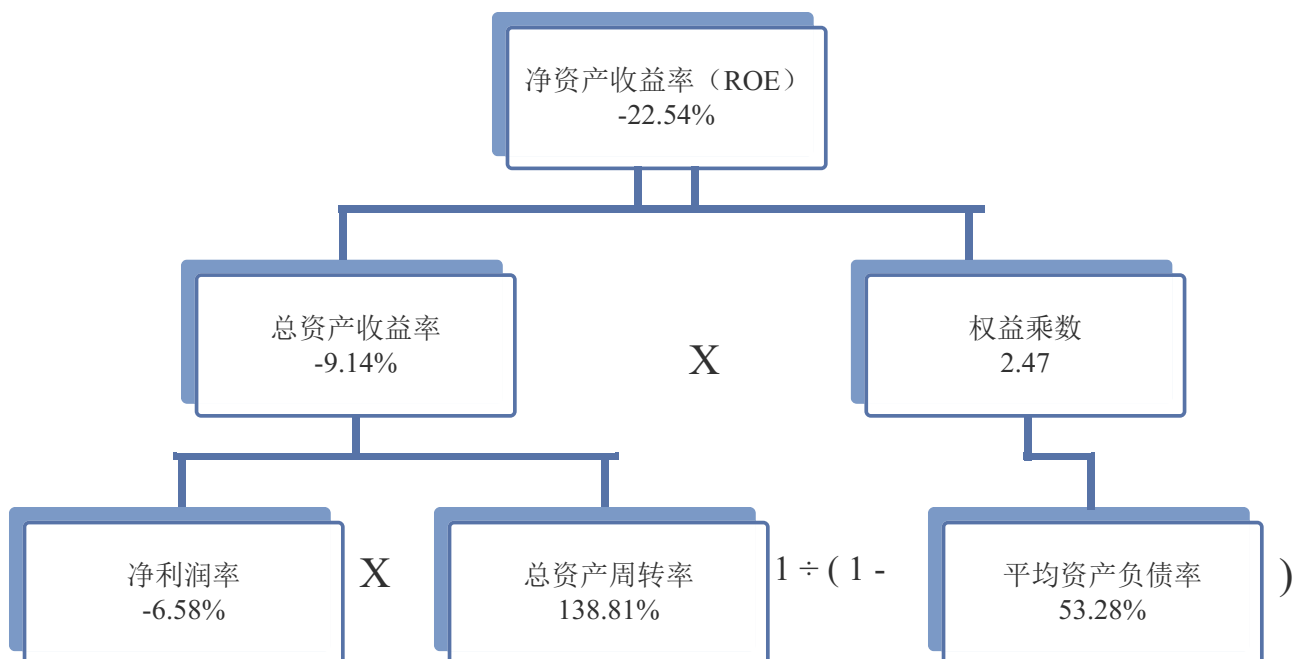 净资产收益率（ROE）
-22.54%
总资产收益率
-9.14%
X
权益乘数
2.47
净利润率
-6.58%
X
总资产周转率
138.81%
1 ÷ ( 1 -
平均资产负债率
53.28%
)